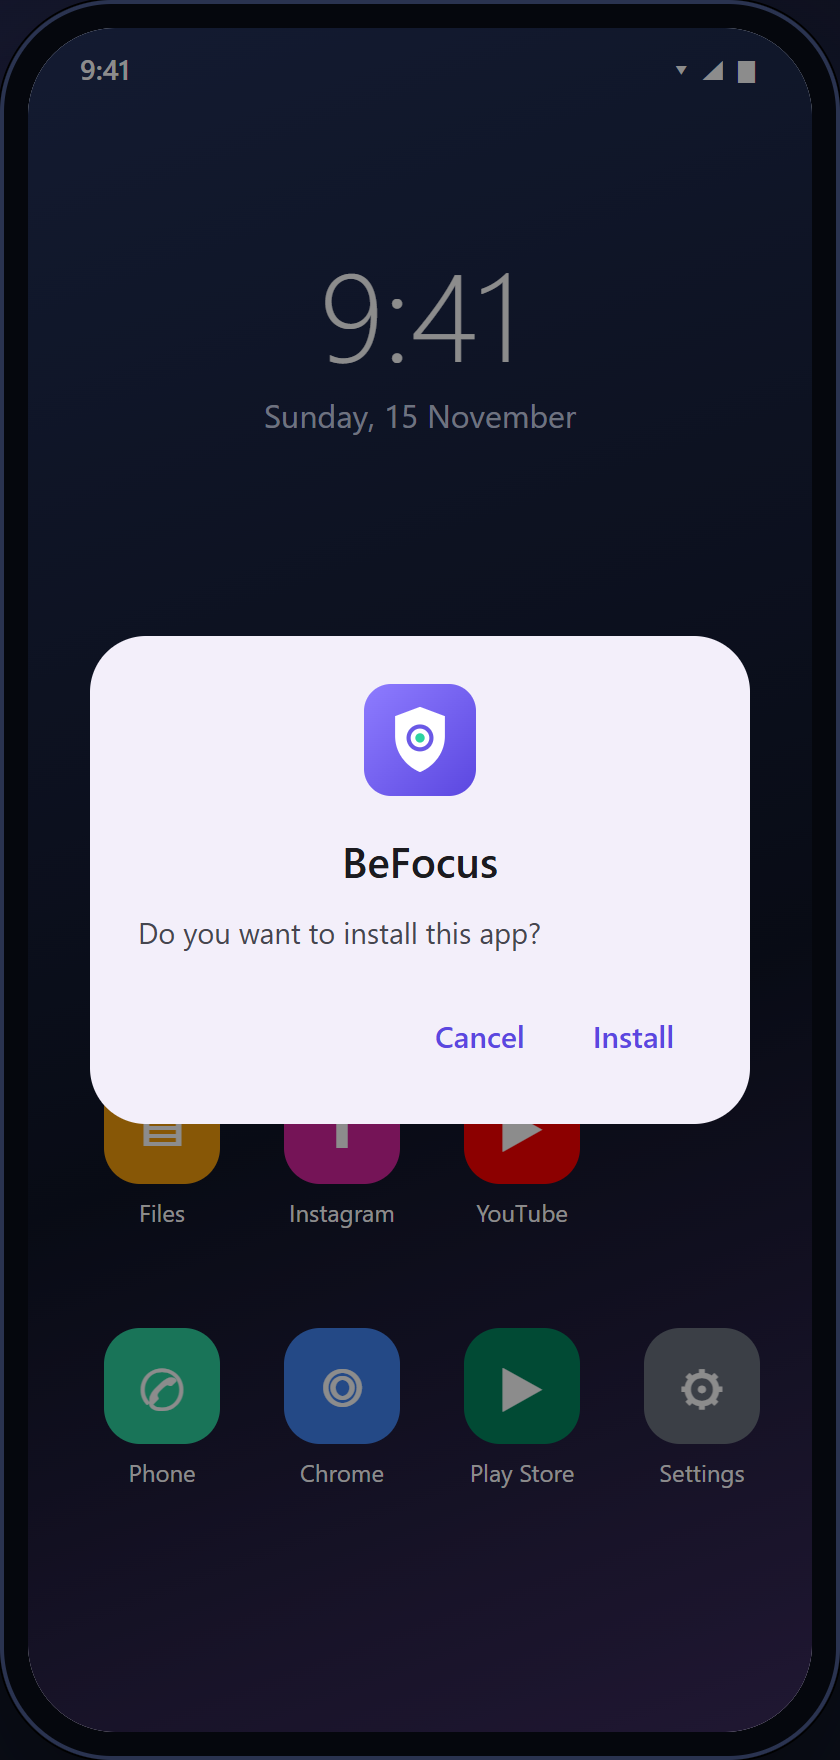 9:41
9:41
Sunday, 15 November
BeFocus
Do you want to install this app?
Cancel Install
Files Instagram YouTube
Phone Chrome Play Store Settings